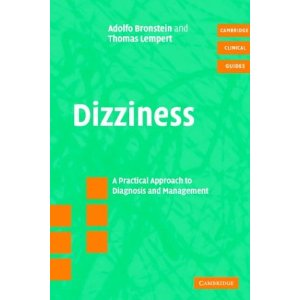 Adolfo Bronstein and
Thomas Lempert
CAMBRIDGE
CLINICAL
GUIDES
Dizziness
A Practical Approach to
Diagnosis and Management
CAMBRIDGE